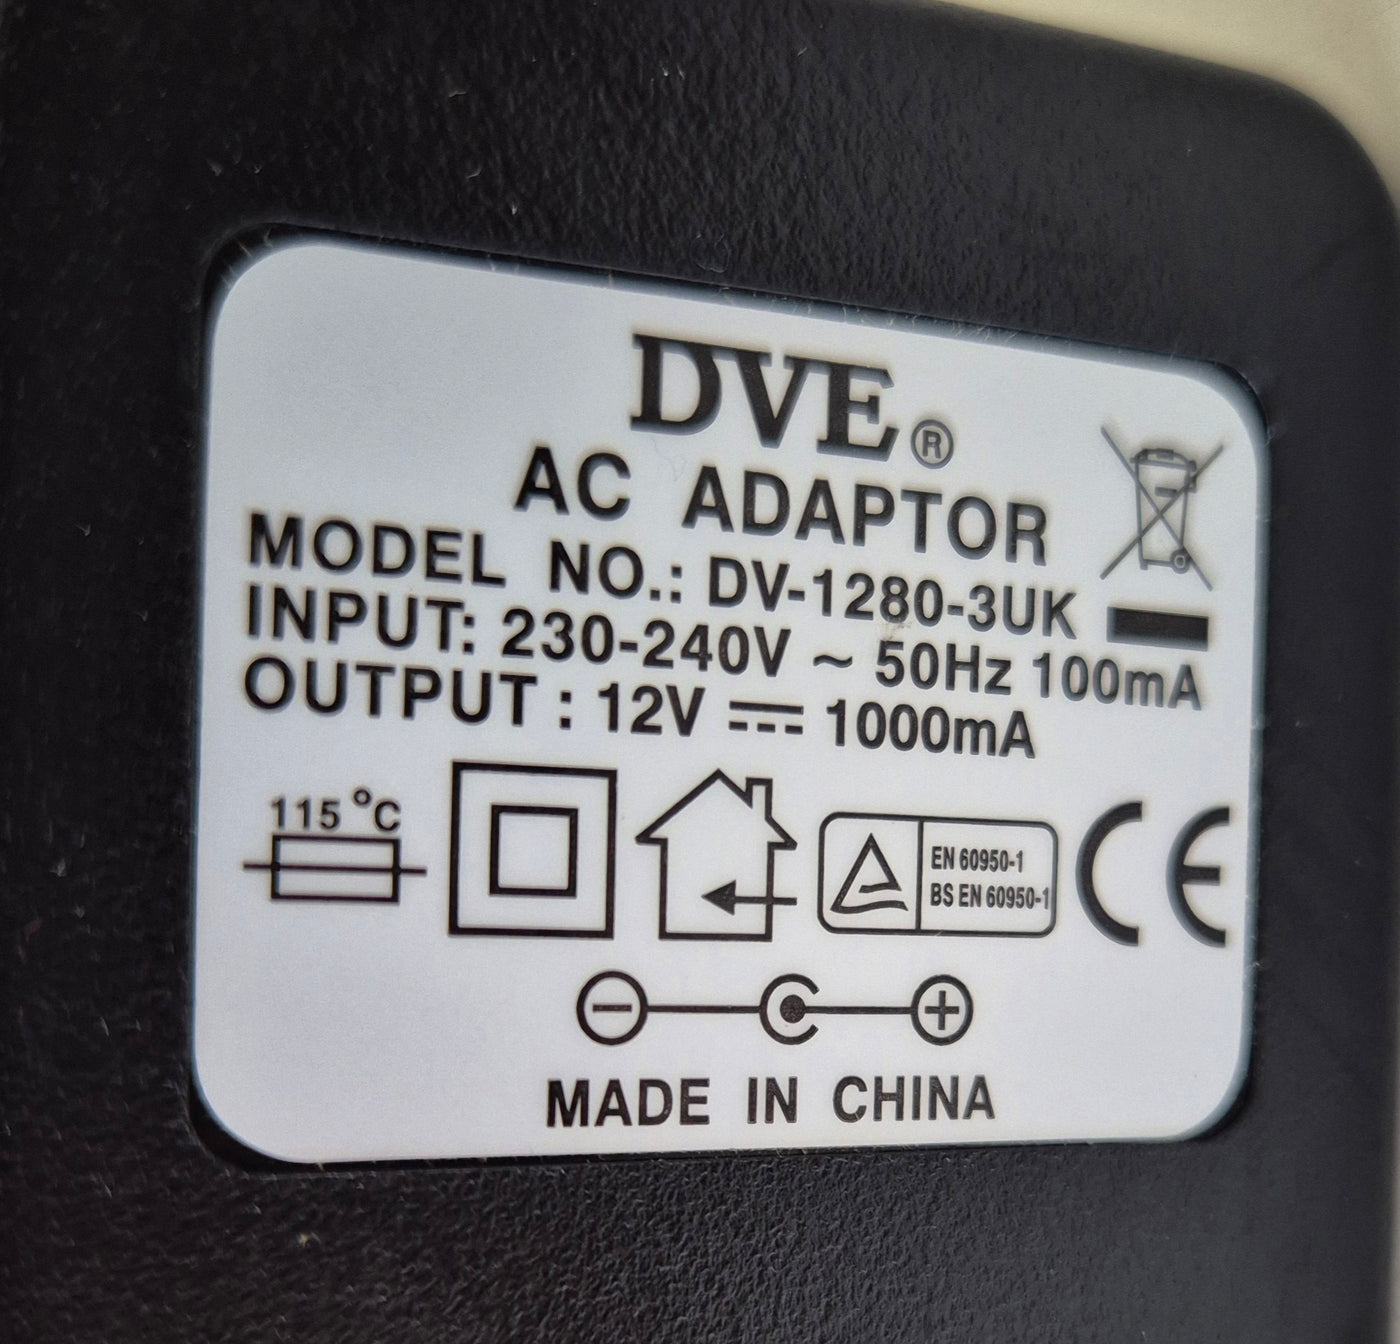 DVE®
AC ADAPTOR
MODEL NO.: DV-1280-3UK
INPUT: 230-240V ~ 50Hz 100mA
OUTPUT : 12V ⎓ 1000mA
115 °C
EN 60950-1
BS EN 60950-1
CE
MADE IN CHINA